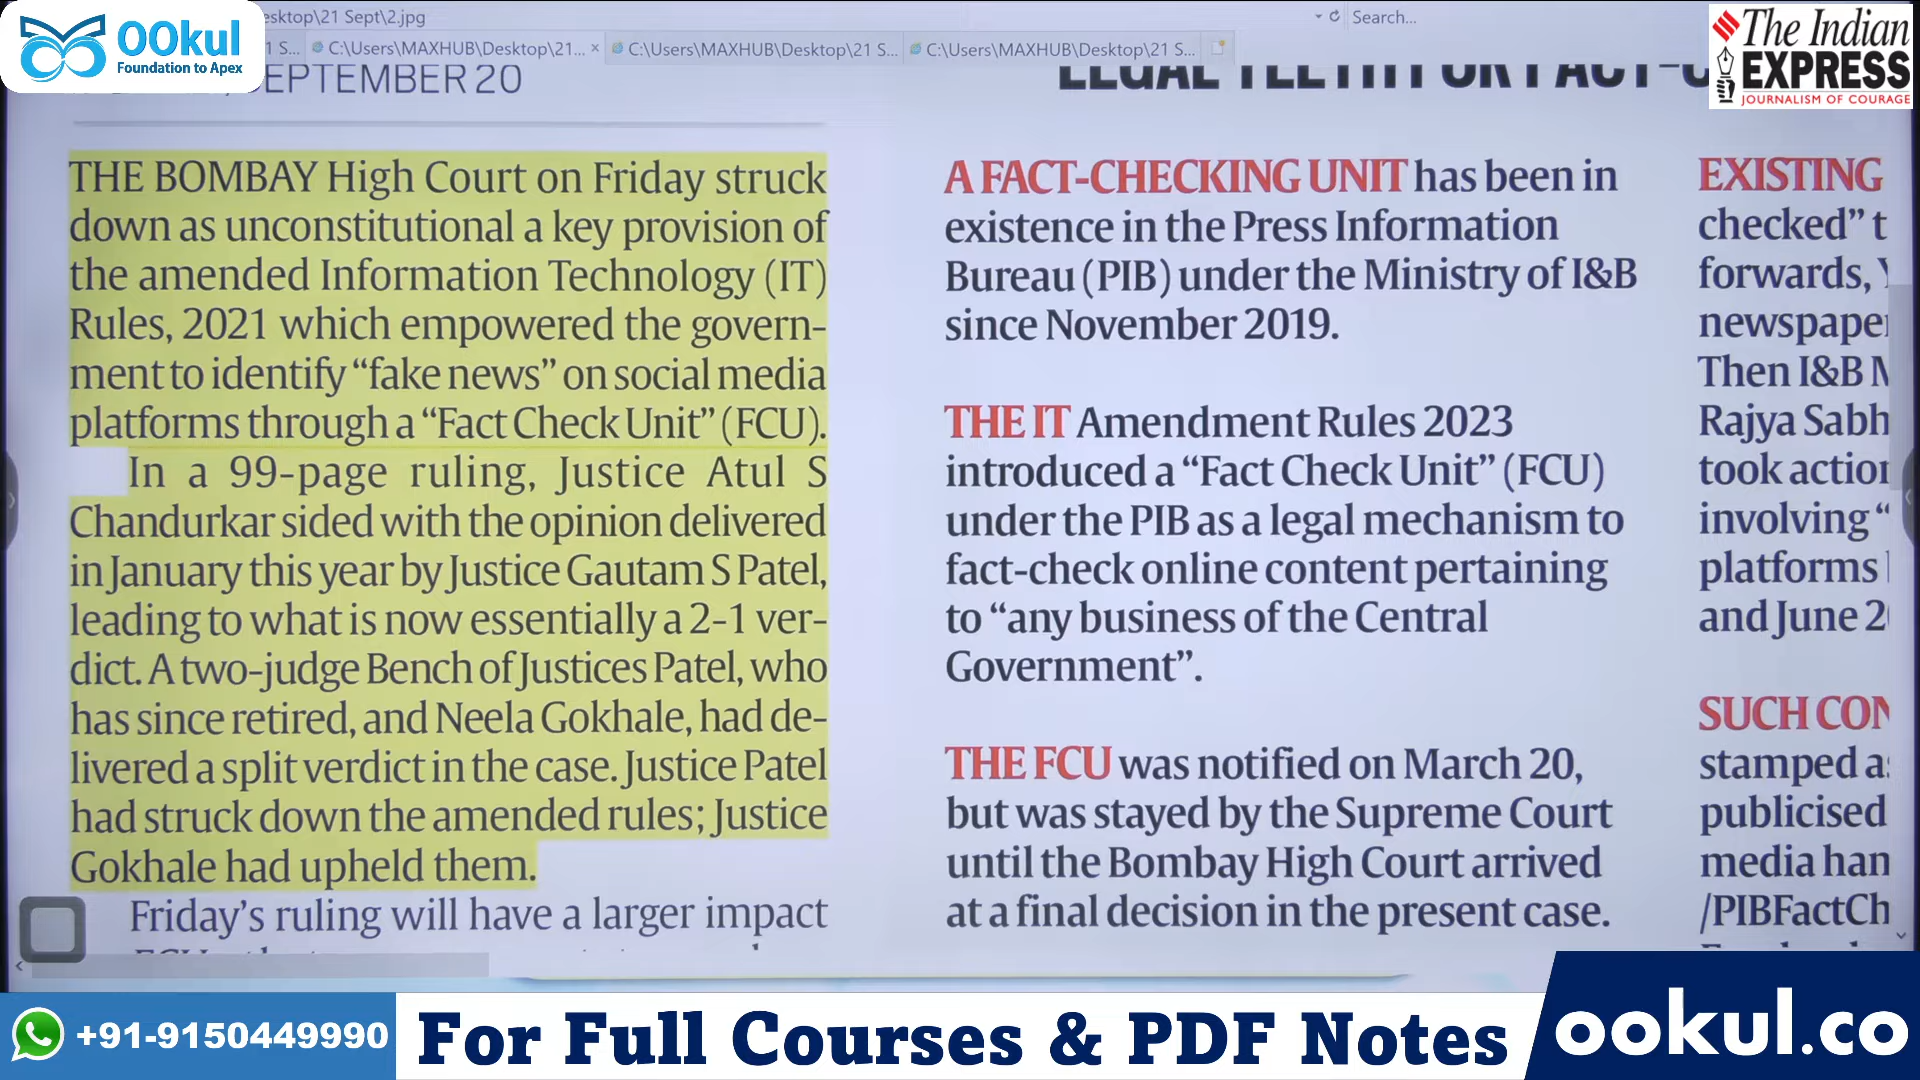 OOkul
Foundation to Apex
esktop\21 Sept\2.jpg
Search...
1 S...
C:\Users\MAXHUB\Desktop\21... ×
C:\Users\MAXHUB\Desktop\21 S...
C:\Users\MAXHUB\Desktop\21 S...
The Indian
EXPRESS
JOURNALISM OF COURAGE
EPTEMBER 20
THE BOMBAY High Court on Friday struck
down as unconstitutional a key provision of
the amended Information Technology (IT)
Rules, 2021 which empowered the govern-
ment to identify “fake news” on social media
platforms through a “Fact Check Unit” (FCU).
In a 99-page ruling, Justice Atul S
Chandurkar sided with the opinion delivered
in January this year by Justice Gautam S Patel,
leading to what is now essentially a 2-1 ver-
dict. A two-judge Bench of Justices Patel, who
has since retired, and Neela Gokhale, had de-
livered a split verdict in the case. Justice Patel
had struck down the amended rules; Justice
Gokhale had upheld them.
Friday’s ruling will have a larger impact
LEGAL TEETH FOR FACT-C
A FACT-CHECKING UNIT has been in
existence in the Press Information
Bureau (PIB) under the Ministry of I&B
since November 2019.
THE IT Amendment Rules 2023
introduced a “Fact Check Unit” (FCU)
under the PIB as a legal mechanism to
fact-check online content pertaining
to “any business of the Central
Government”.
THE FCU was notified on March 20,
but was stayed by the Supreme Court
until the Bombay High Court arrived
at a final decision in the present case.
EXISTING
checked” t
forwards,
newspape
Then I&B
Rajya Sabh
took action
involving “
platforms
and June 2
SUCH CON
stamped a
publicised
media han
/PIBFactCh
+91-9150449990
For Full Courses & PDF Notes
ookul.co